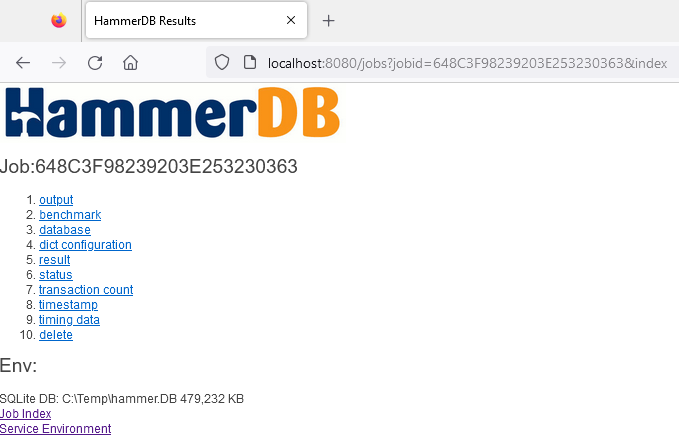 HammerDB Results
localhost:8080/jobs?jobid=648C3F98239203E253230363&index
HammerDB
Job:648C3F98239203E253230363
1. output
2. benchmark
3. database
4. dict configuration
5. result
6. status
7. transaction count
8. timestamp
9. timing data
10. delete
Env:
SQLite DB: C:\Temp\hammer.DB 479,232 KB
Job Index
Service Environment